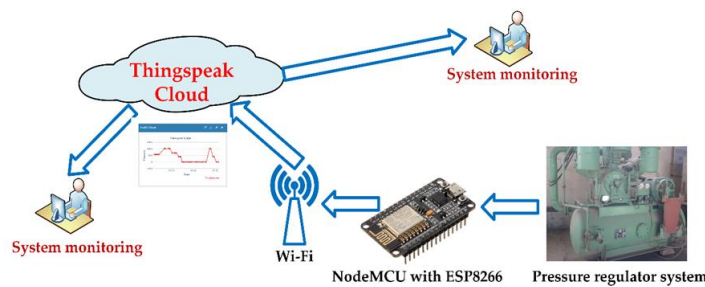 Thingspeak
Cloud
System monitoring
System monitoring
Wi-Fi
NodeMCU with ESP8266
Pressure regulator system